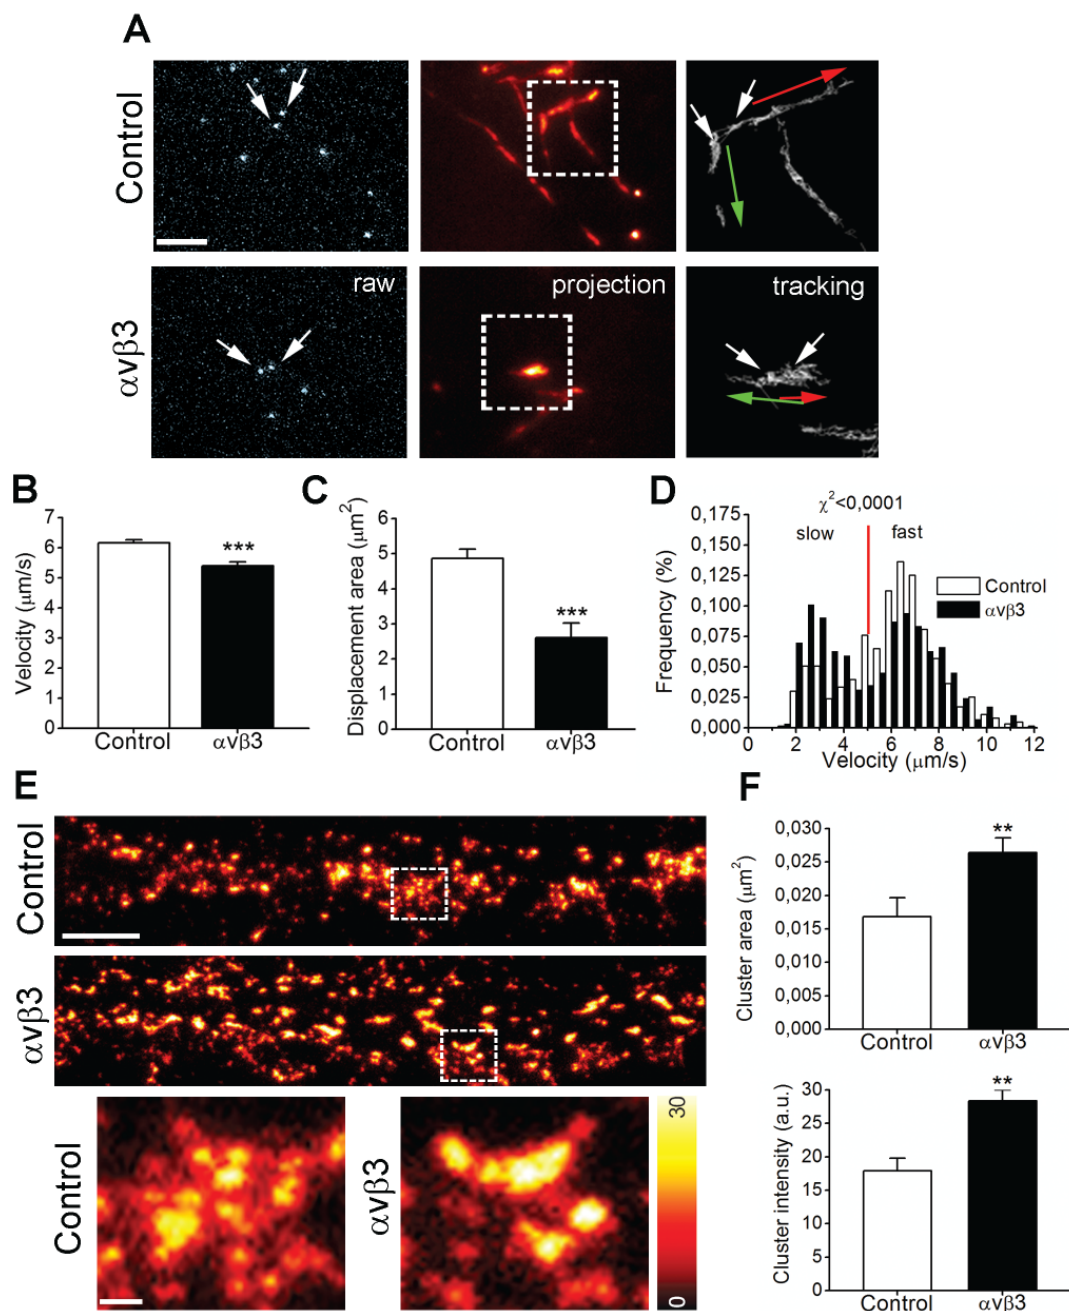 A
Control
raw
projection
tracking
αvβ3
B
Velocity (μm/s)
7
6
5
4
3
2
1
0
***
Control
αvβ3
C
Displacement area (μm²)
6
5
4
3
2
1
0
***
Control
αvβ3
D
χ²<0,0001
slow
fast
Control
αvβ3
Frequency (%)
0,175
0,150
0,125
0,100
0,075
0,050
0,025
0,000
0 2 4 6 8 10 12
Velocity (μm/s)
E
Control
αvβ3
Control
αvβ3
30
0
F
Cluster area (μm²)
0,030
0,025
0,020
0,015
0,010
0,005
0,000
**
Control
αvβ3
Cluster intensity (a.u.)
30
25
20
15
10
5
0
**
Control
αvβ3